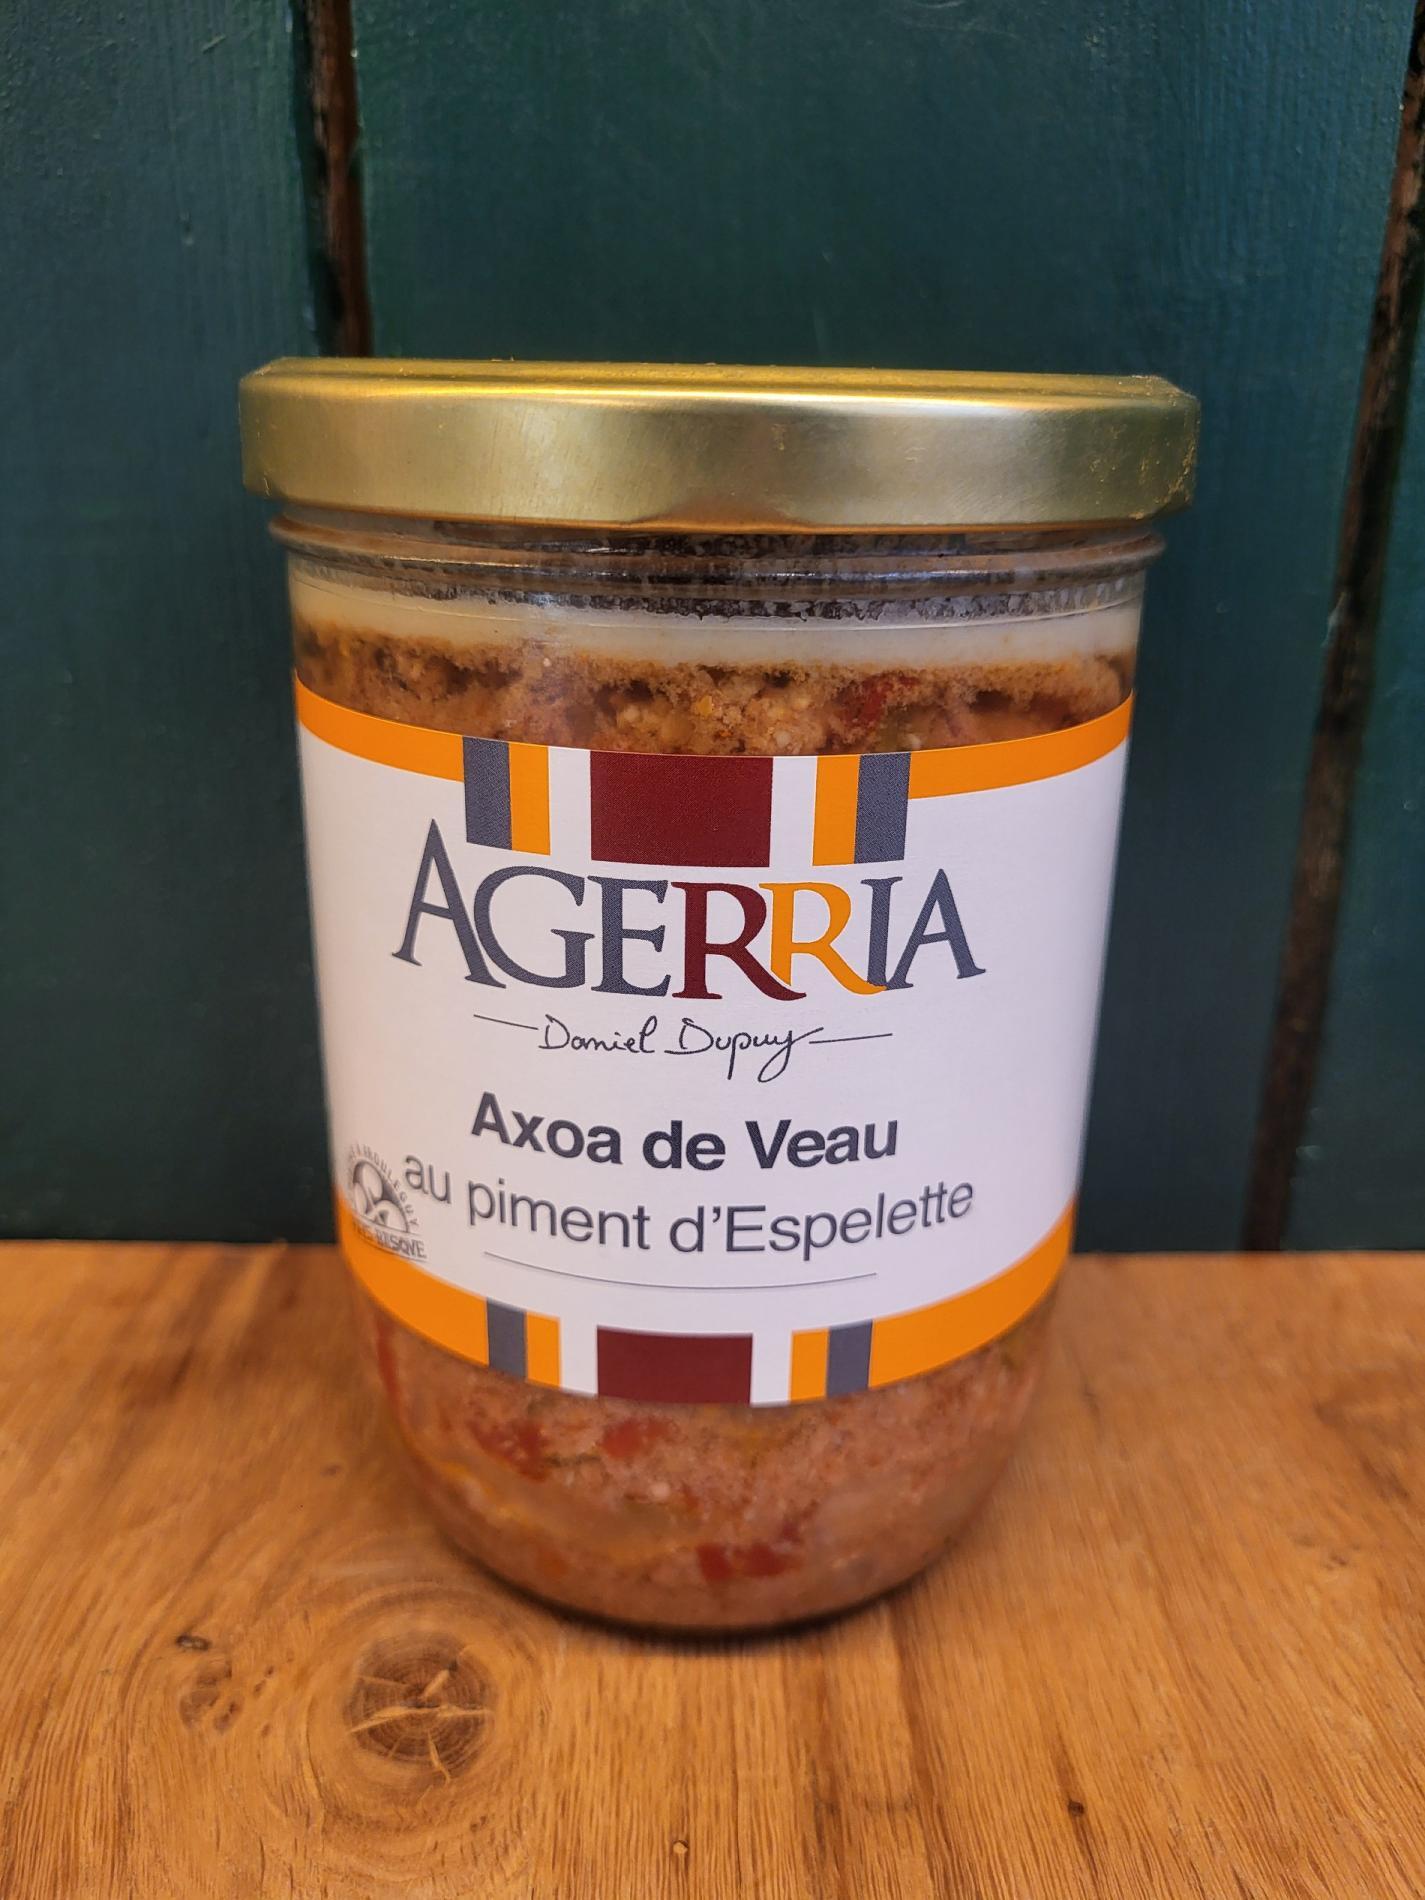 AGERRIA
Daniel Dupuy
Axoa de Veau
au piment d'Espelette